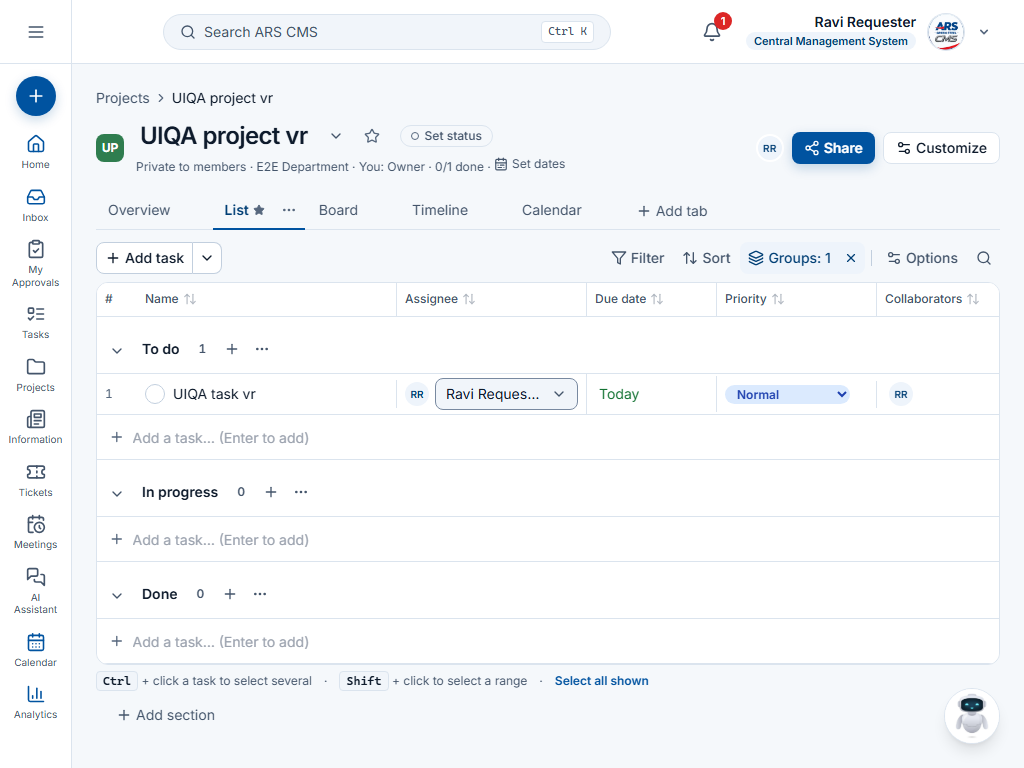 Search ARS CMS
Ctrl K
1
Ravi Requester
Central Management System
ARS
CMS
Home
Inbox
My
Approvals
Tasks
Projects
Information
Tickets
Meetings
AI
Assistant
Calendar
Analytics
Projects > UIQA project vr
UP
UIQA project vr
Set status
Private to members · E2E Department · You: Owner · 0/1 done · Set dates
RR
Share
Customize
Overview
List
Board
Timeline
Calendar
+ Add tab
+ Add task
Filter
Sort
Groups: 1 ×
Options
# Name Assignee Due date Priority Collaborators
To do 1 + ...
1 UIQA task vr RR Ravi Reques... Today Normal RR
+ Add a task... (Enter to add)
In progress 0 + ...
+ Add a task... (Enter to add)
Done 0 + ...
+ Add a task... (Enter to add)
Ctrl + click a task to select several · Shift + click to select a range · Select all shown
+ Add section